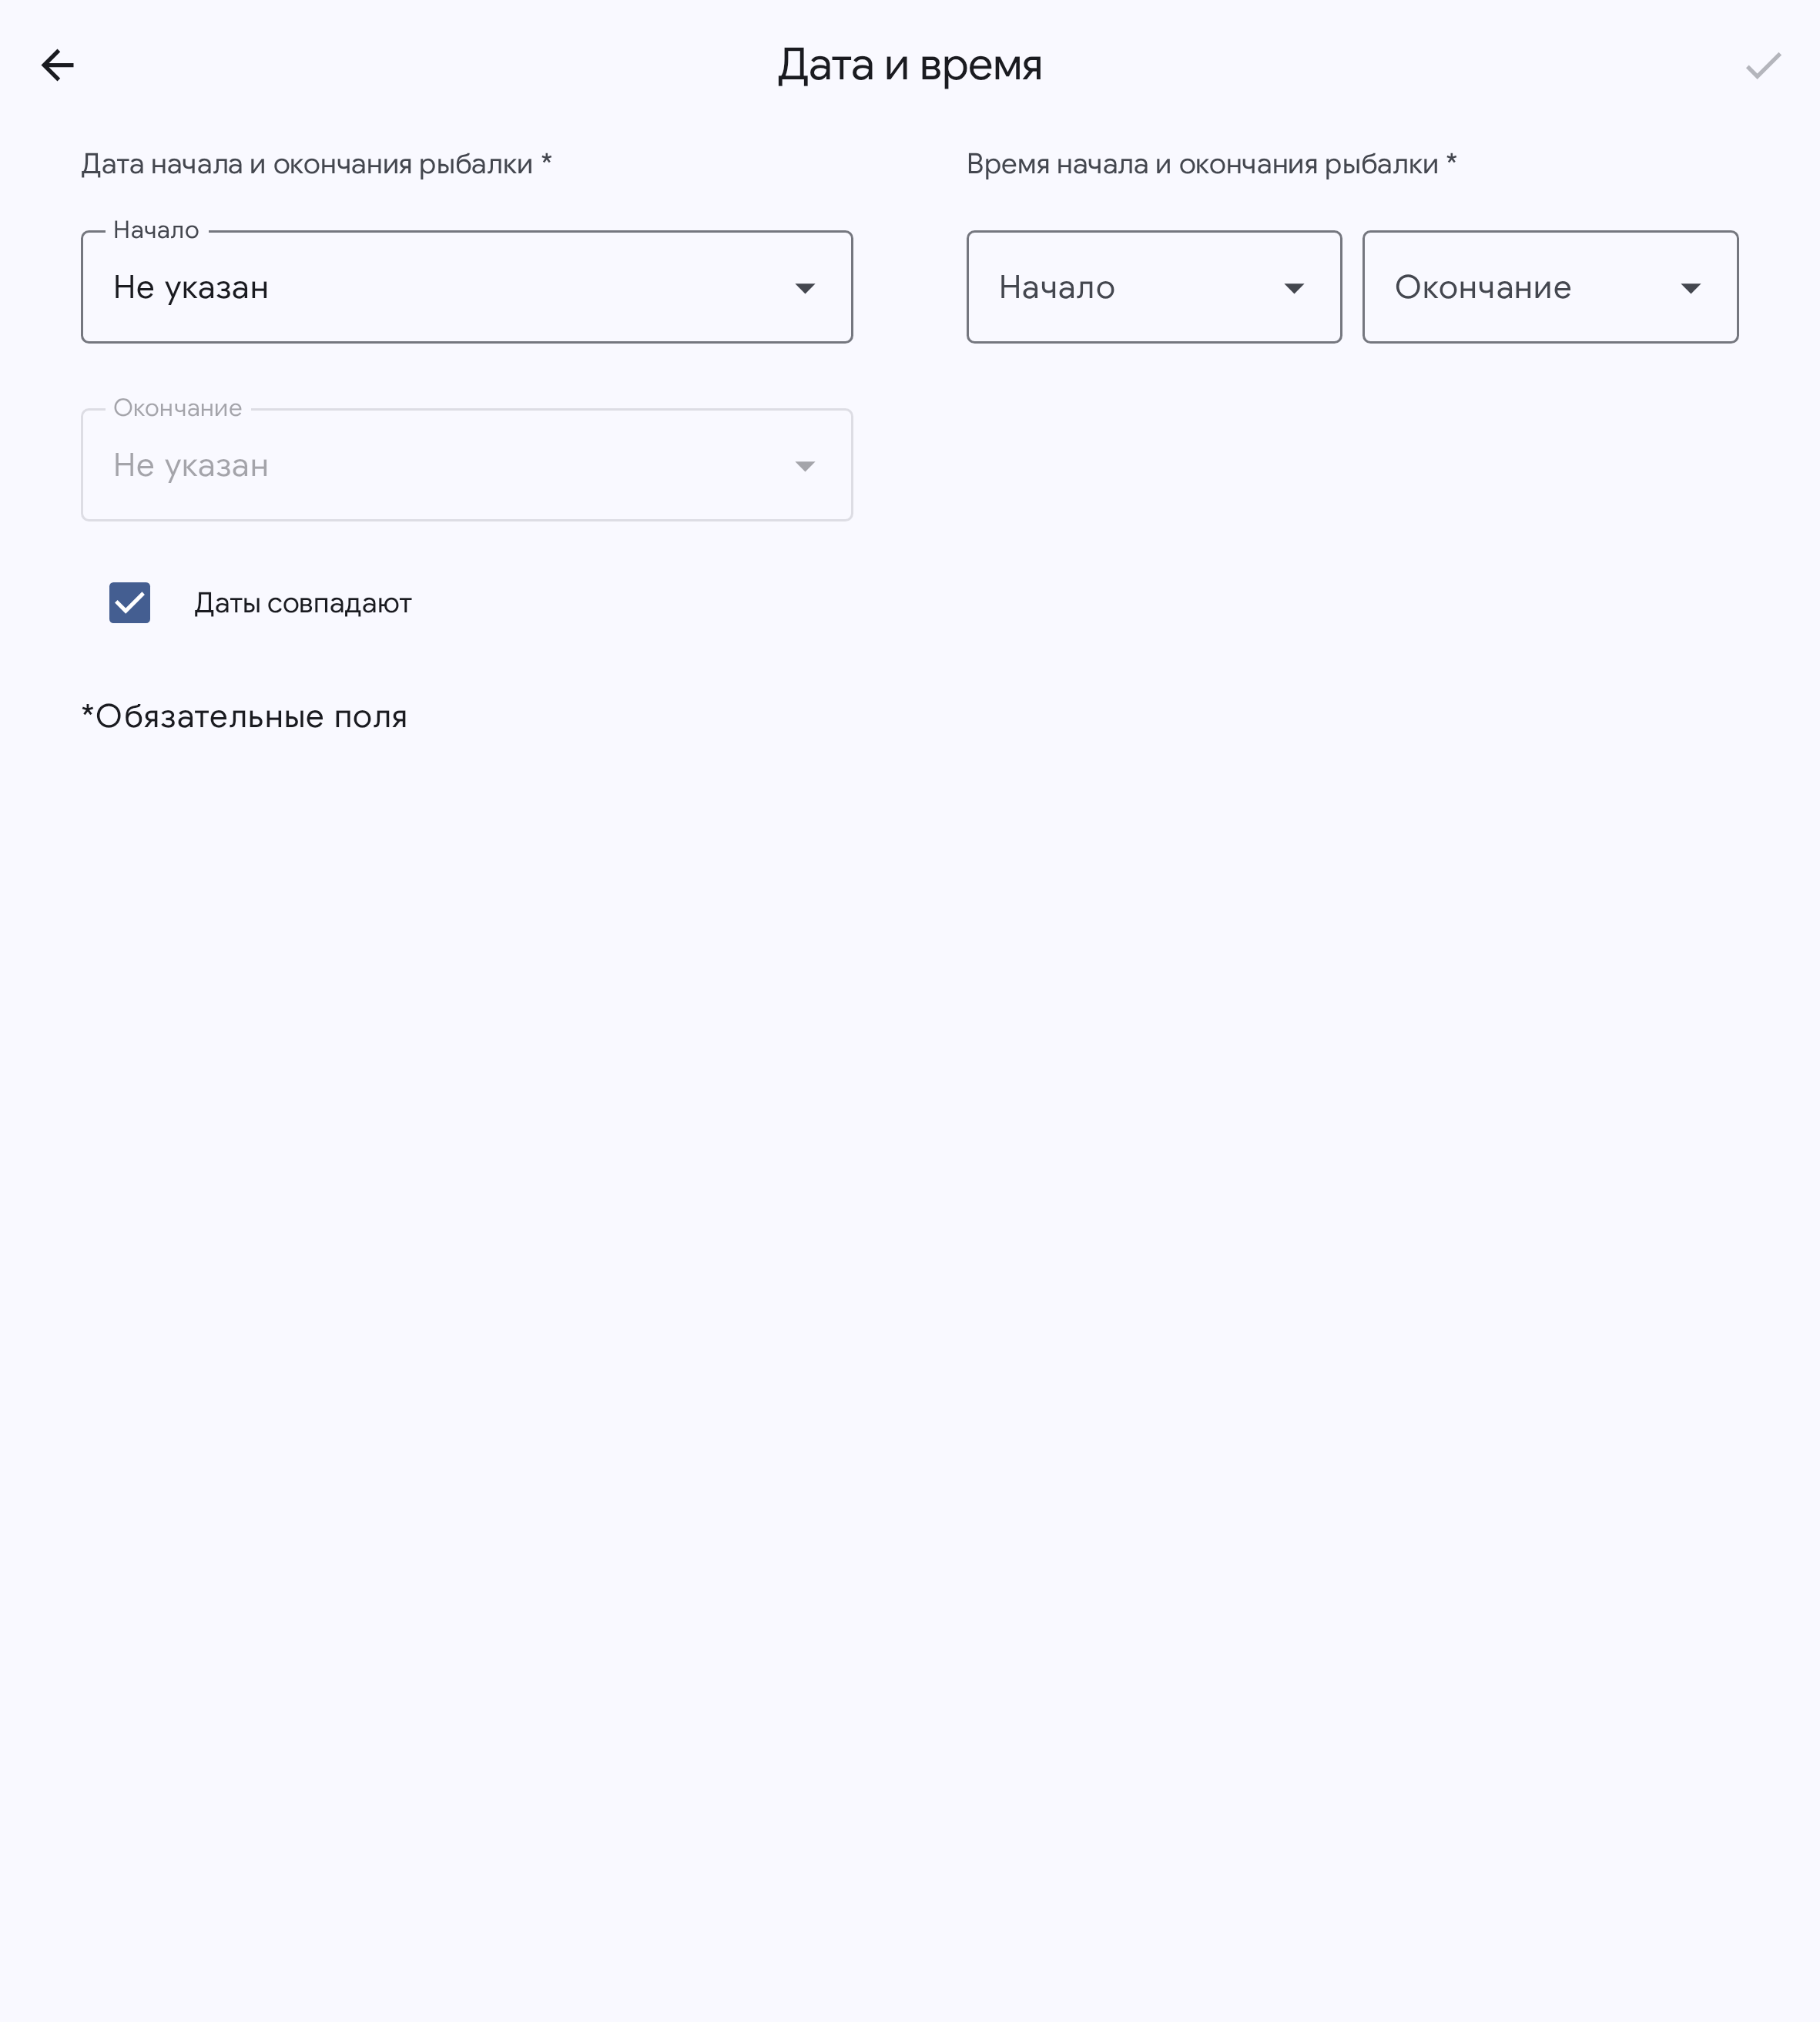 Дата и время
Дата начала и окончания рыбалки *
Начало
Не указан
Окончание
Не указан
Даты совпадают
*Обязательные поля
Время начала и окончания рыбалки *
Начало
Окончание